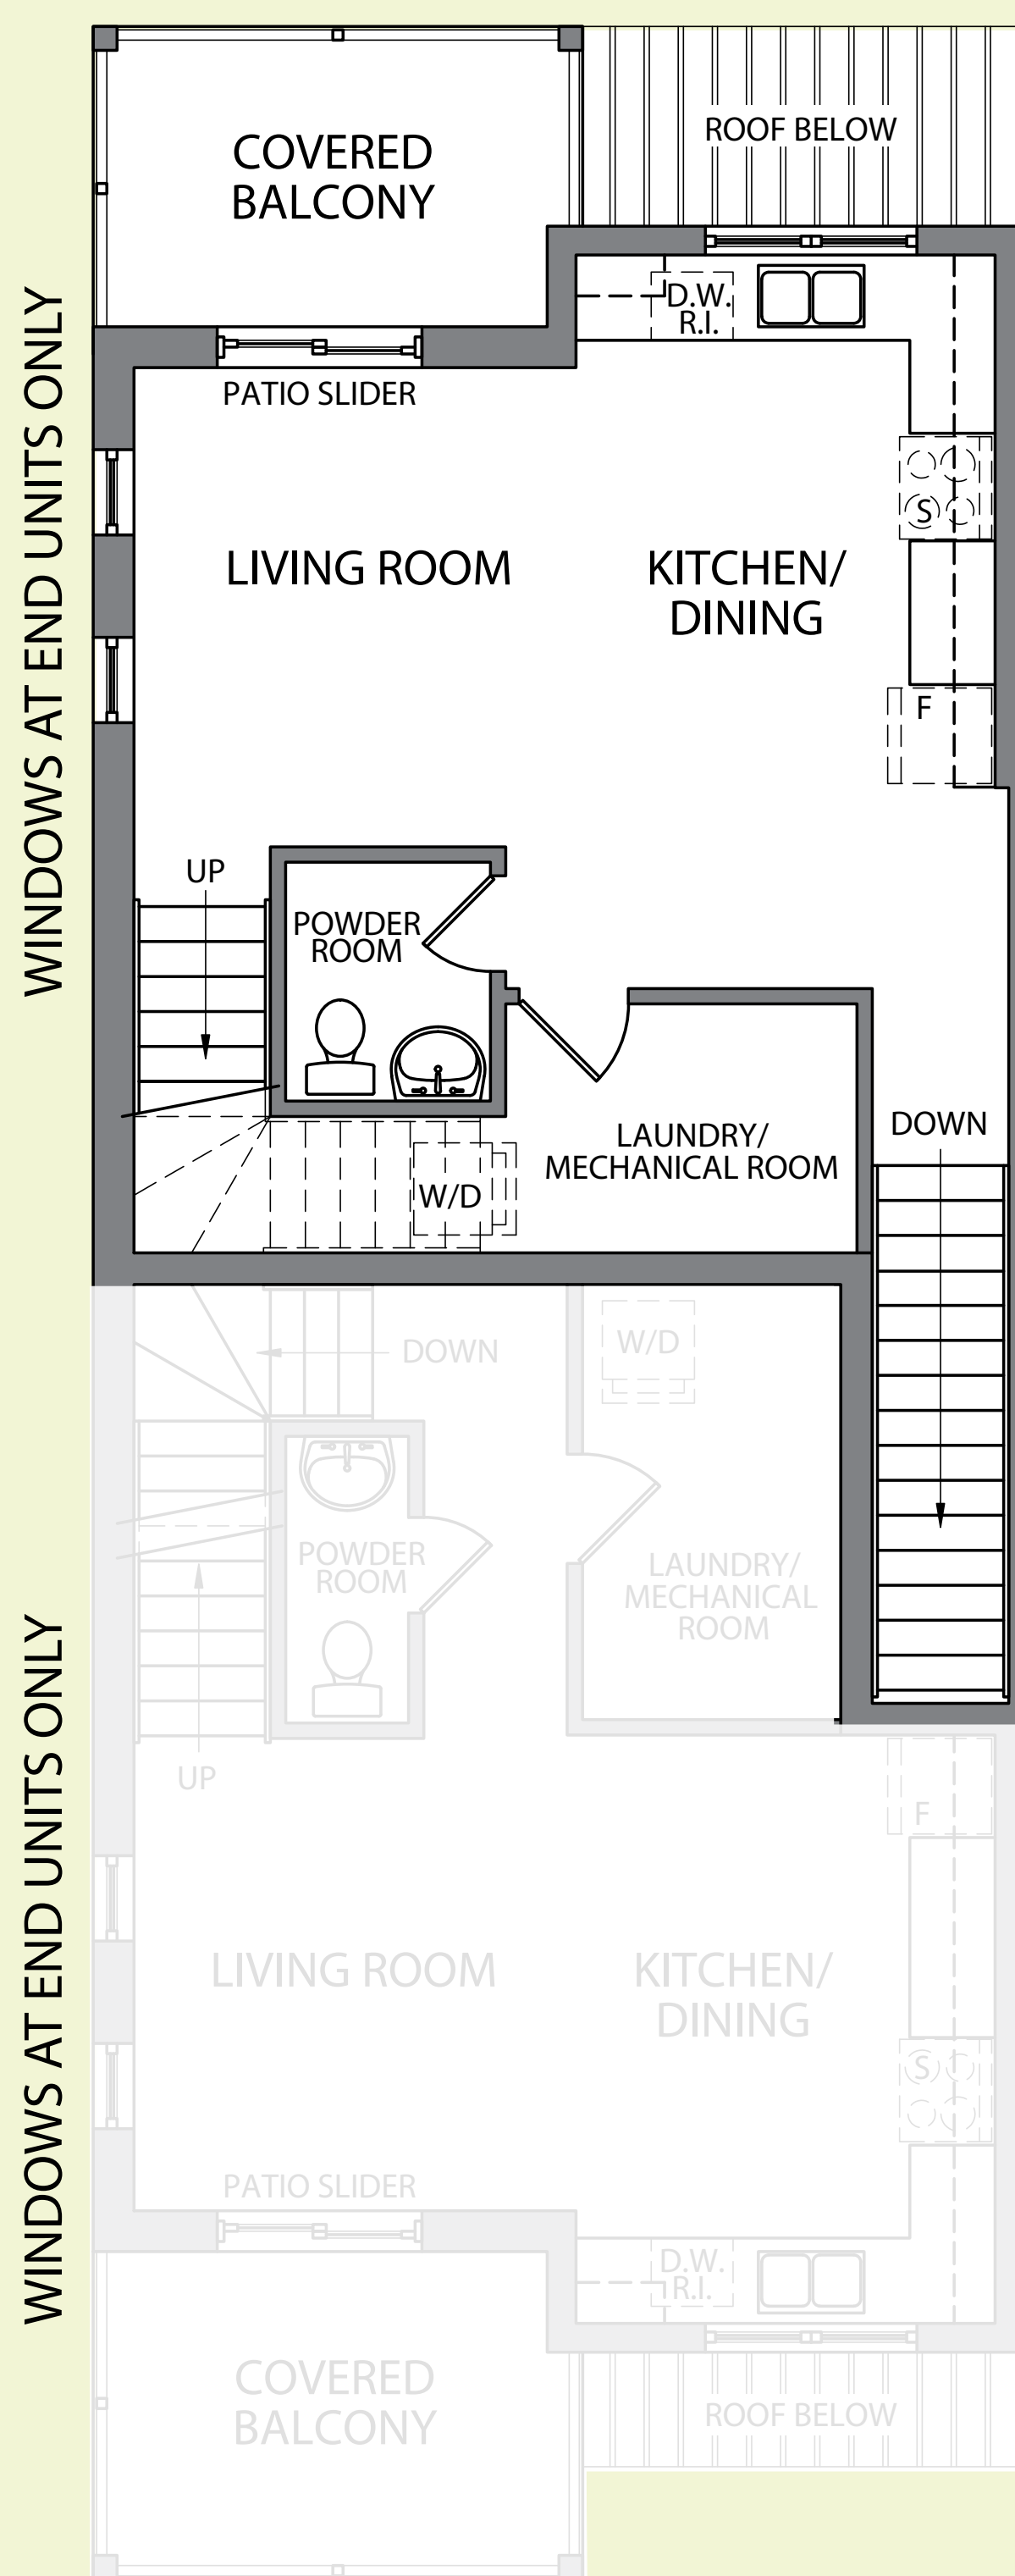 WINDOWS AT END UNITS ONLY
COVERED
BALCONY
ROOF BELOW
D.W.
R.I.
PATIO SLIDER
S
LIVING ROOM
KITCHEN/
DINING
F
UP
POWDER
ROOM
DOWN
LAUNDRY/
MECHANICAL ROOM
W/D
WINDOWS AT END UNITS ONLY
DOWN
W/D
POWDER
ROOM
LAUNDRY/
MECHANICAL
ROOM
UP
F
LIVING ROOM
KITCHEN/
DINING
S
PATIO SLIDER
D.W.
R.I.
COVERED
BALCONY
ROOF BELOW